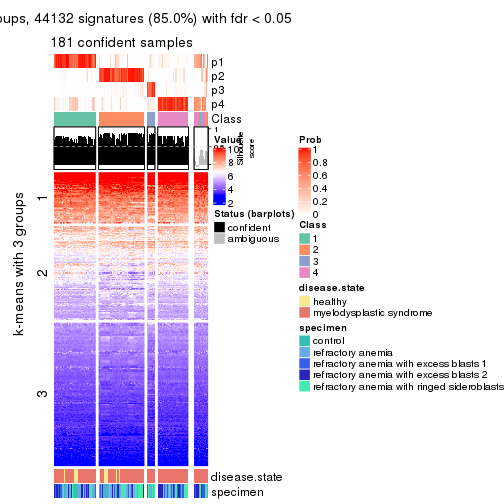 oups, 44132 signatures (85.0%) with fdr < 0.05
181 confident samples
p1
p2
p3
p4
Class
1
Silhouette
score
k-means with 3 groups
1
2
3
disease.state
specimen
Value
10
8
6
4
2
Status (barplots)
confident
ambiguous
Prob
1
0.8
0.6
0.4
0.2
0
Class
1
2
3
4
disease.state
healthy
myelodysplastic syndrome
specimen
control
refractory anemia
refractory anemia with excess blasts 1
refractory anemia with excess blasts 2
refractory anemia with ringed sideroblasts